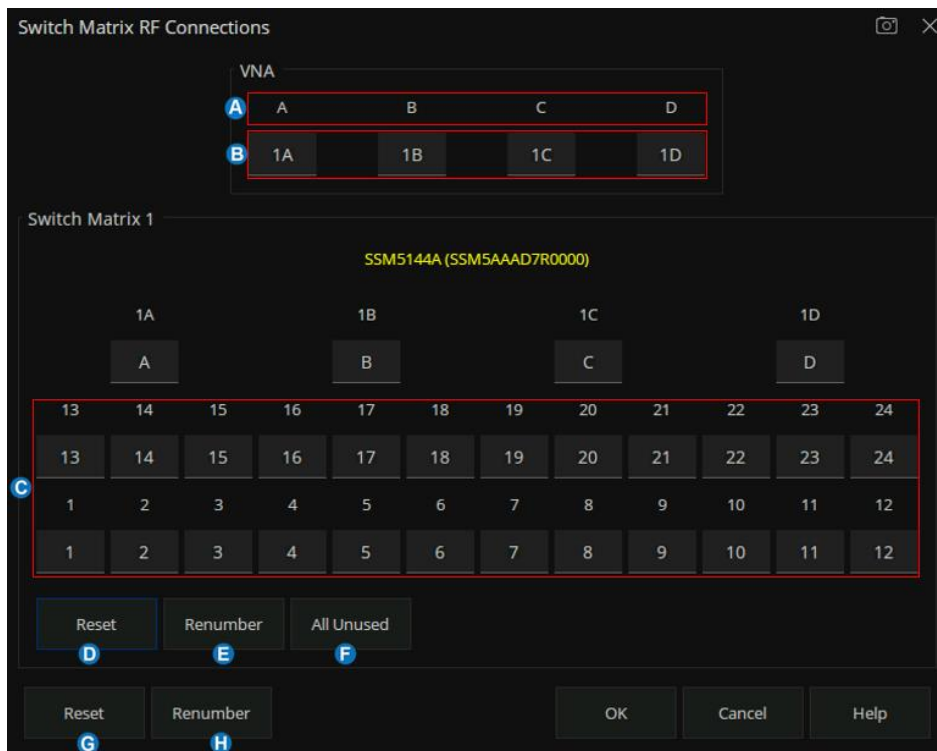 Switch Matrix RF Connections
VNA
A A B C D
B 1A 1B 1C 1D
Switch Matrix 1
SSM5144A (SSM5AAAD7R0000)
1A 1B 1C 1D
A B C D
13 14 15 16 17 18 19 20 21 22 23 24
13 14 15 16 17 18 19 20 21 22 23 24
C
1 2 3 4 5 6 7 8 9 10 11 12
1 2 3 4 5 6 7 8 9 10 11 12
Reset Renumber All Unused
D E F
Reset Renumber OK Cancel Help
G H